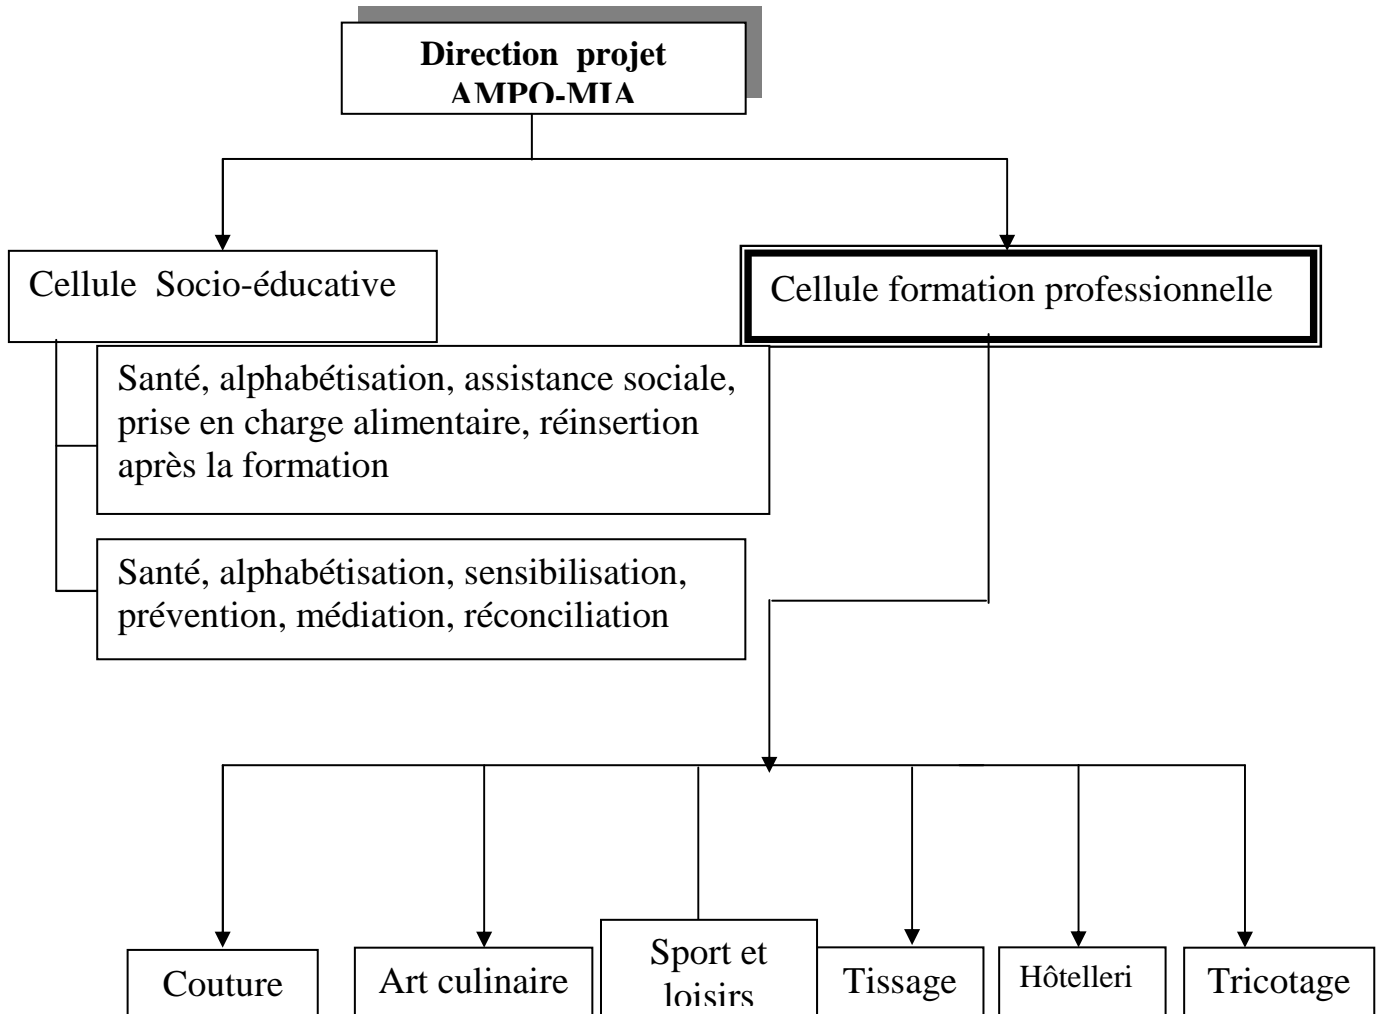 Direction projet
AMPO-MIA
Cellule Socio-éducative
Cellule formation professionnelle
Santé, alphabétisation, assistance sociale,
prise en charge alimentaire, réinsertion
après la formation
Santé, alphabétisation, sensibilisation,
prévention, médiation, réconciliation
Couture
Art culinaire
Sport et
loisirs
Tissage
Hôtelleri
Tricotage